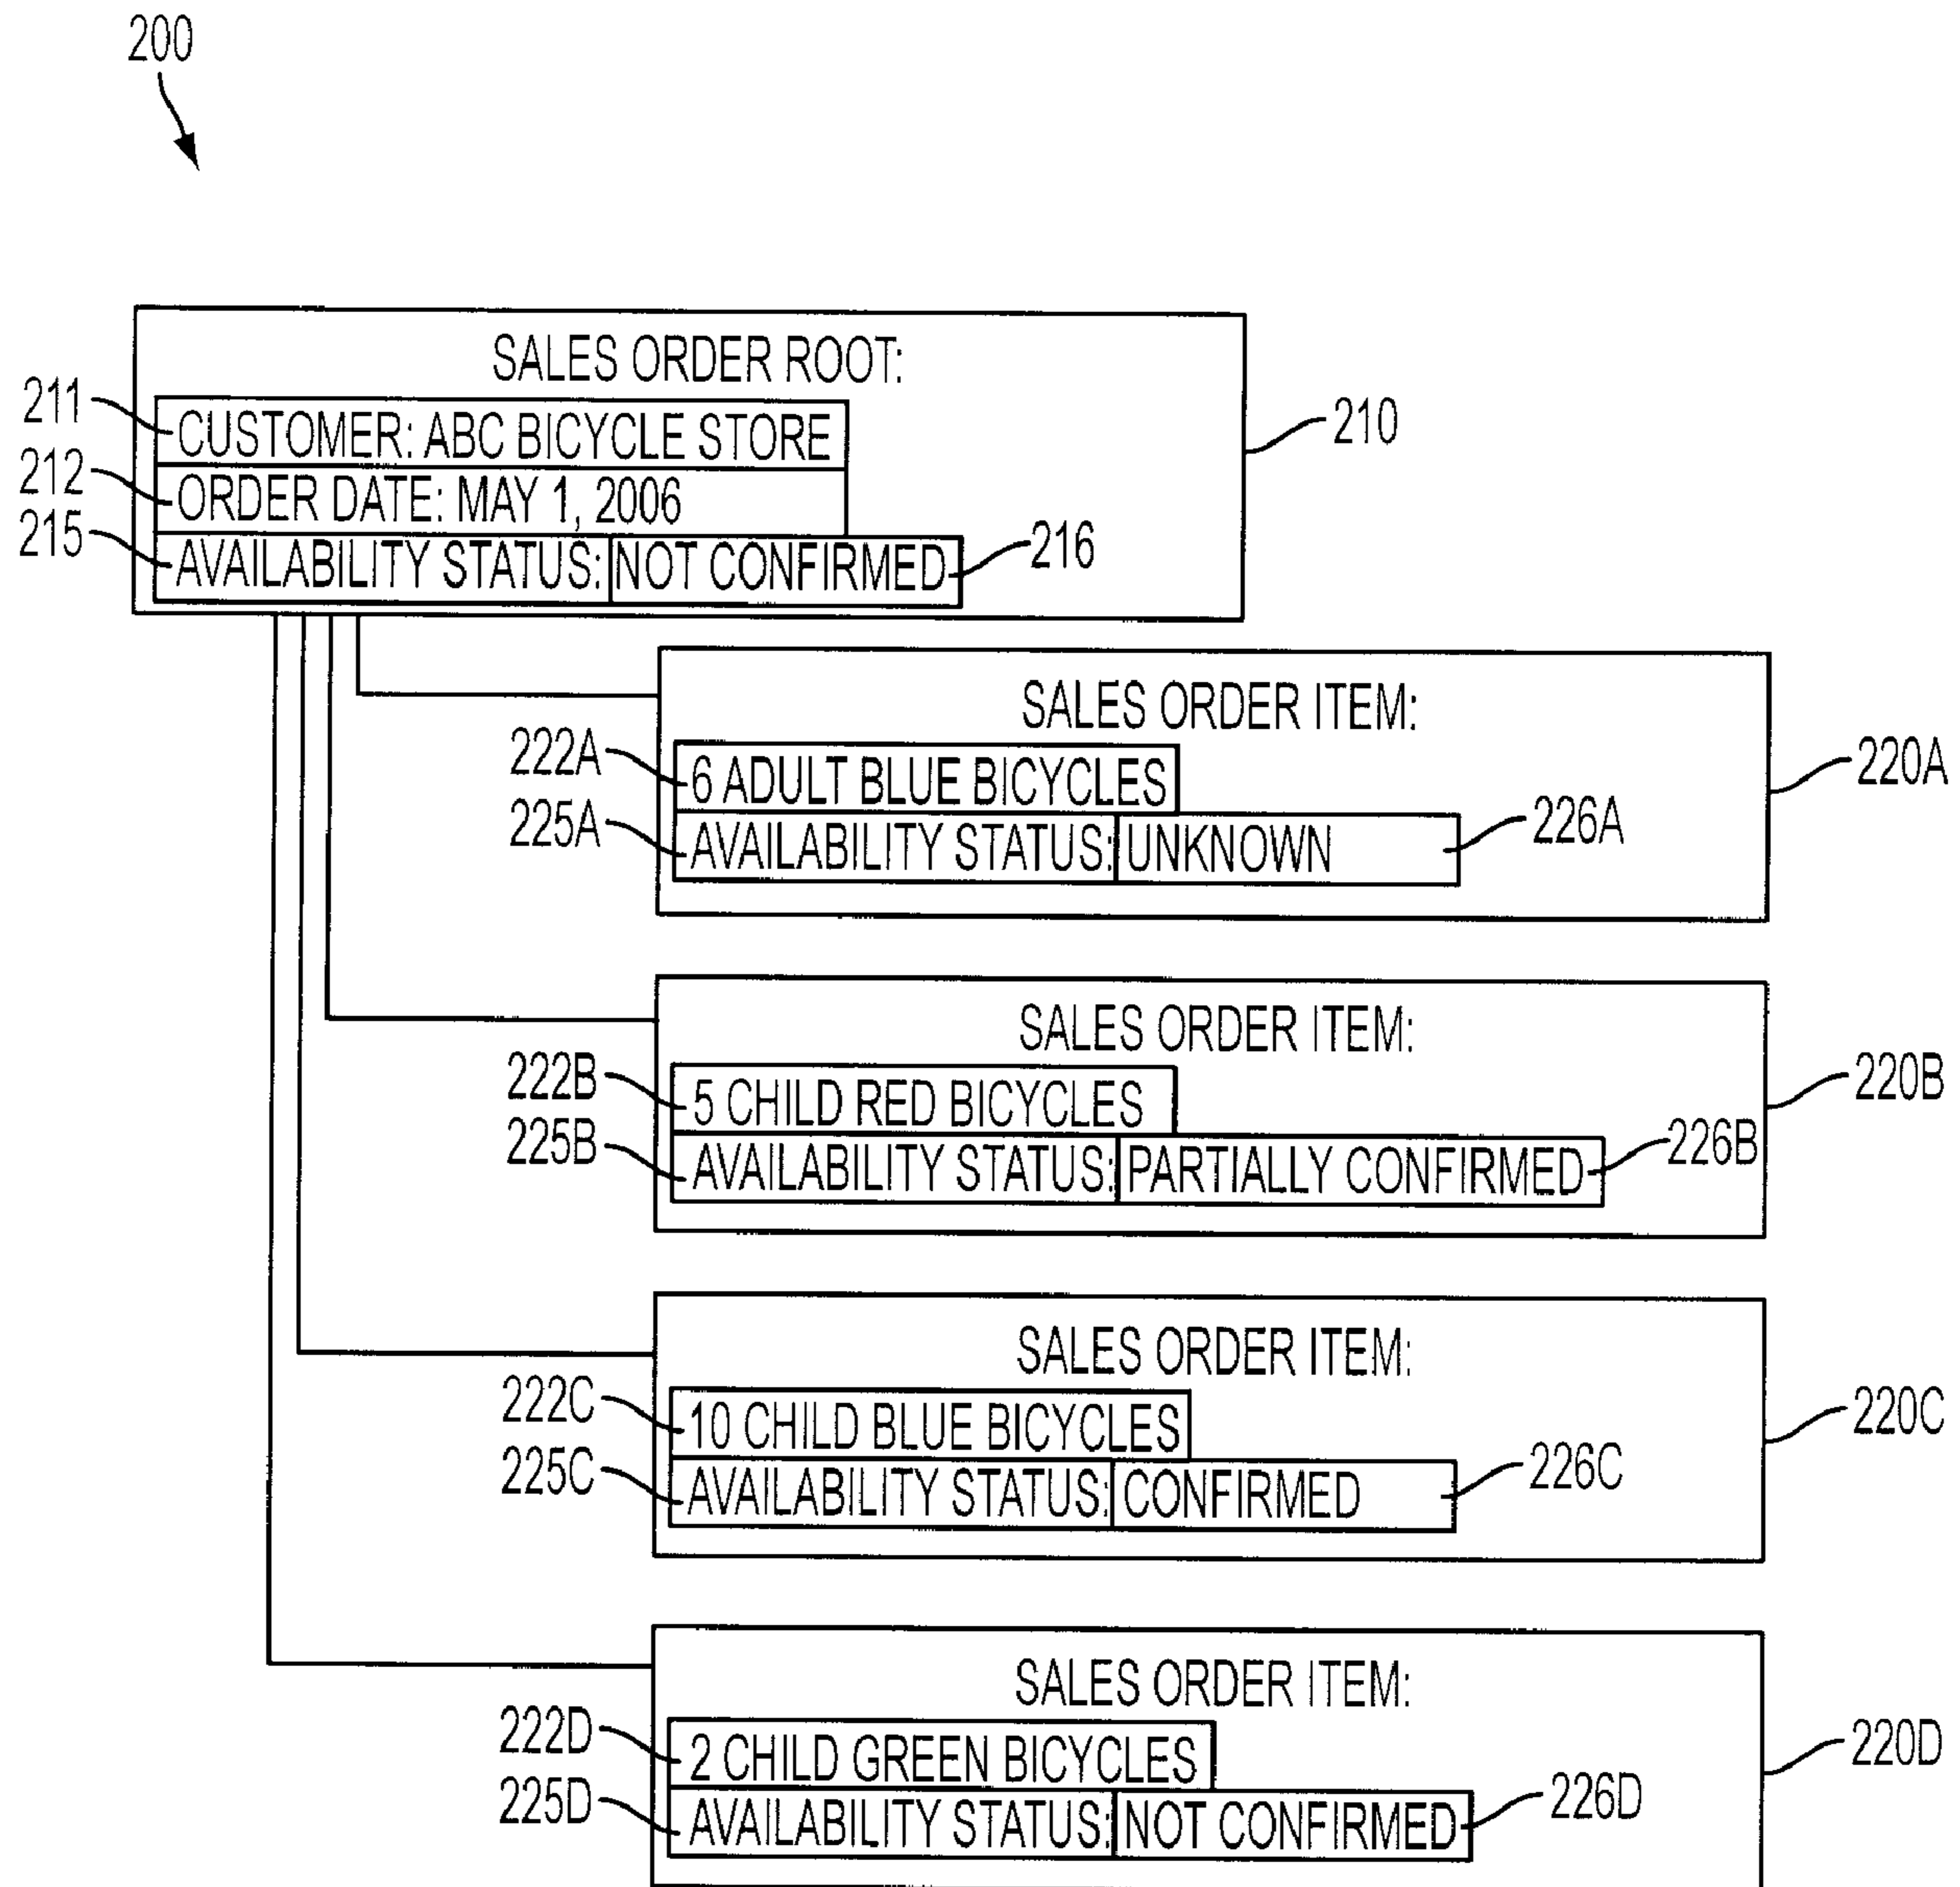 200
SALES ORDER ROOT:
211
CUSTOMER: ABC BICYCLE STORE
210
212
ORDER DATE: MAY 1, 2006
215
AVAILABILITY STATUS: NOT CONFIRMED
216
SALES ORDER ITEM:
222A
6 ADULT BLUE BICYCLES
220A
225A
AVAILABILITY STATUS: UNKNOWN
226A
SALES ORDER ITEM:
222B
5 CHILD RED BICYCLES
220B
225B
AVAILABILITY STATUS: PARTIALLY CONFIRMED
226B
SALES ORDER ITEM:
222C
10 CHILD BLUE BICYCLES
220C
225C
AVAILABILITY STATUS: CONFIRMED
226C
SALES ORDER ITEM:
222D
2 CHILD GREEN BICYCLES
220D
225D
AVAILABILITY STATUS: NOT CONFIRMED
226D